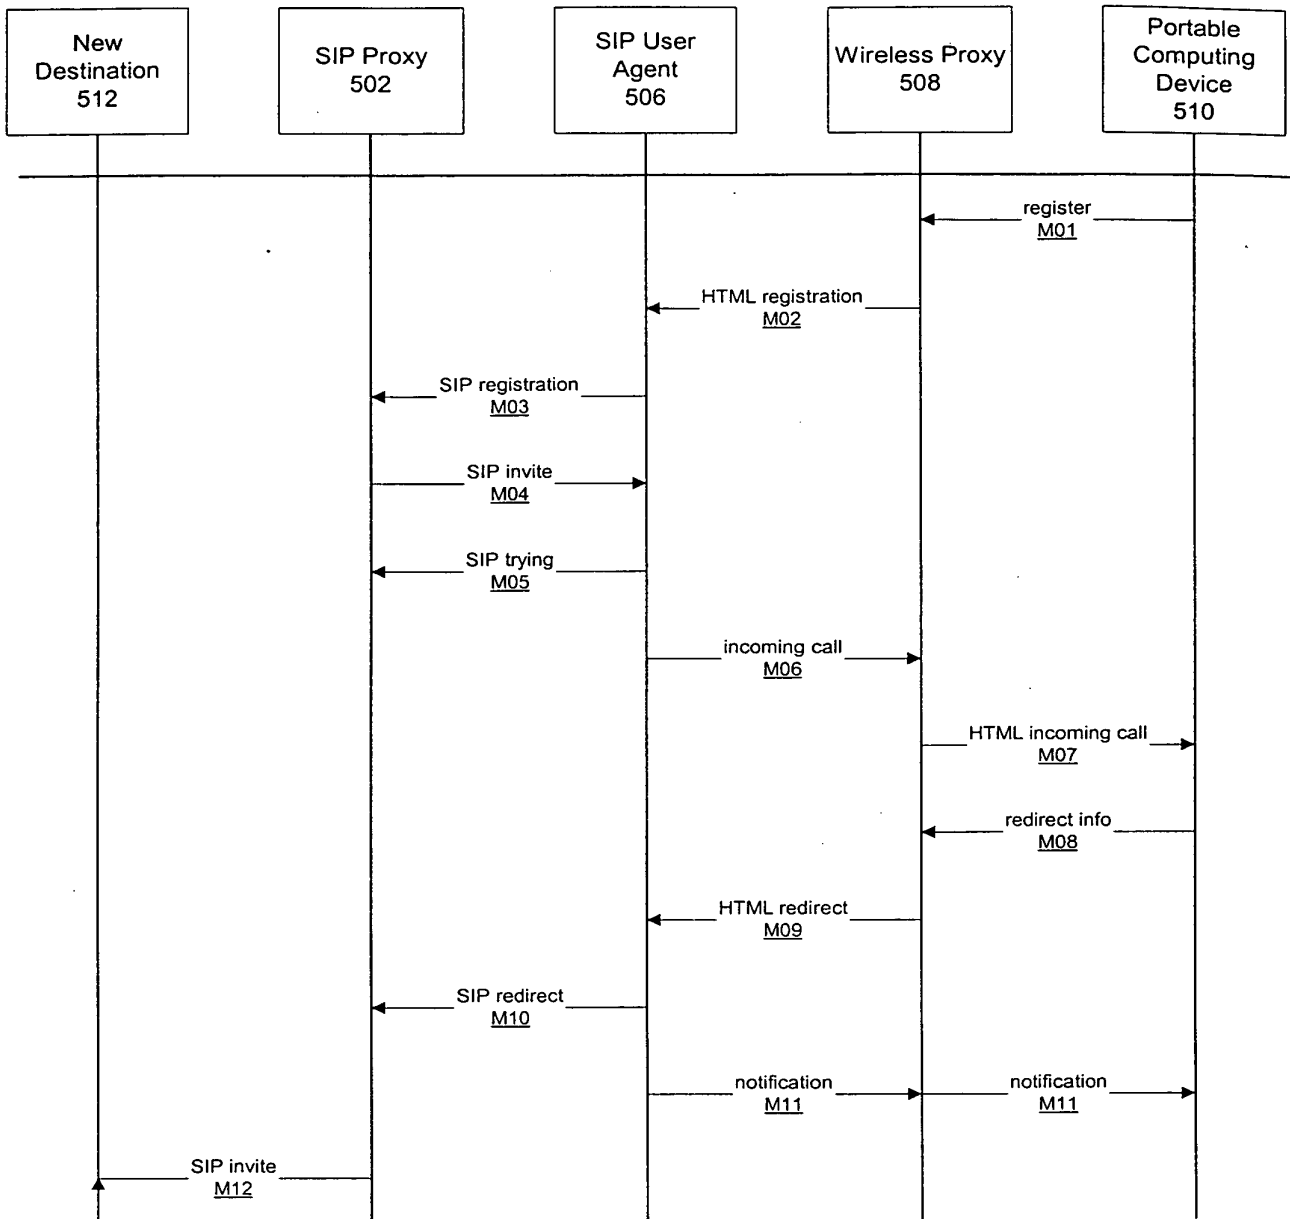 New
Destination
512
SIP Proxy
502
SIP User
Agent
506
Wireless Proxy
508
Portable
Computing
Device
510
register
M01
HTML registration
M02
SIP registration
M03
SIP invite
M04
SIP trying
M05
incoming call
M06
HTML incoming call
M07
redirect info
M08
HTML redirect
M09
SIP redirect
M10
notification
M11
notification
M11
SIP invite
M12